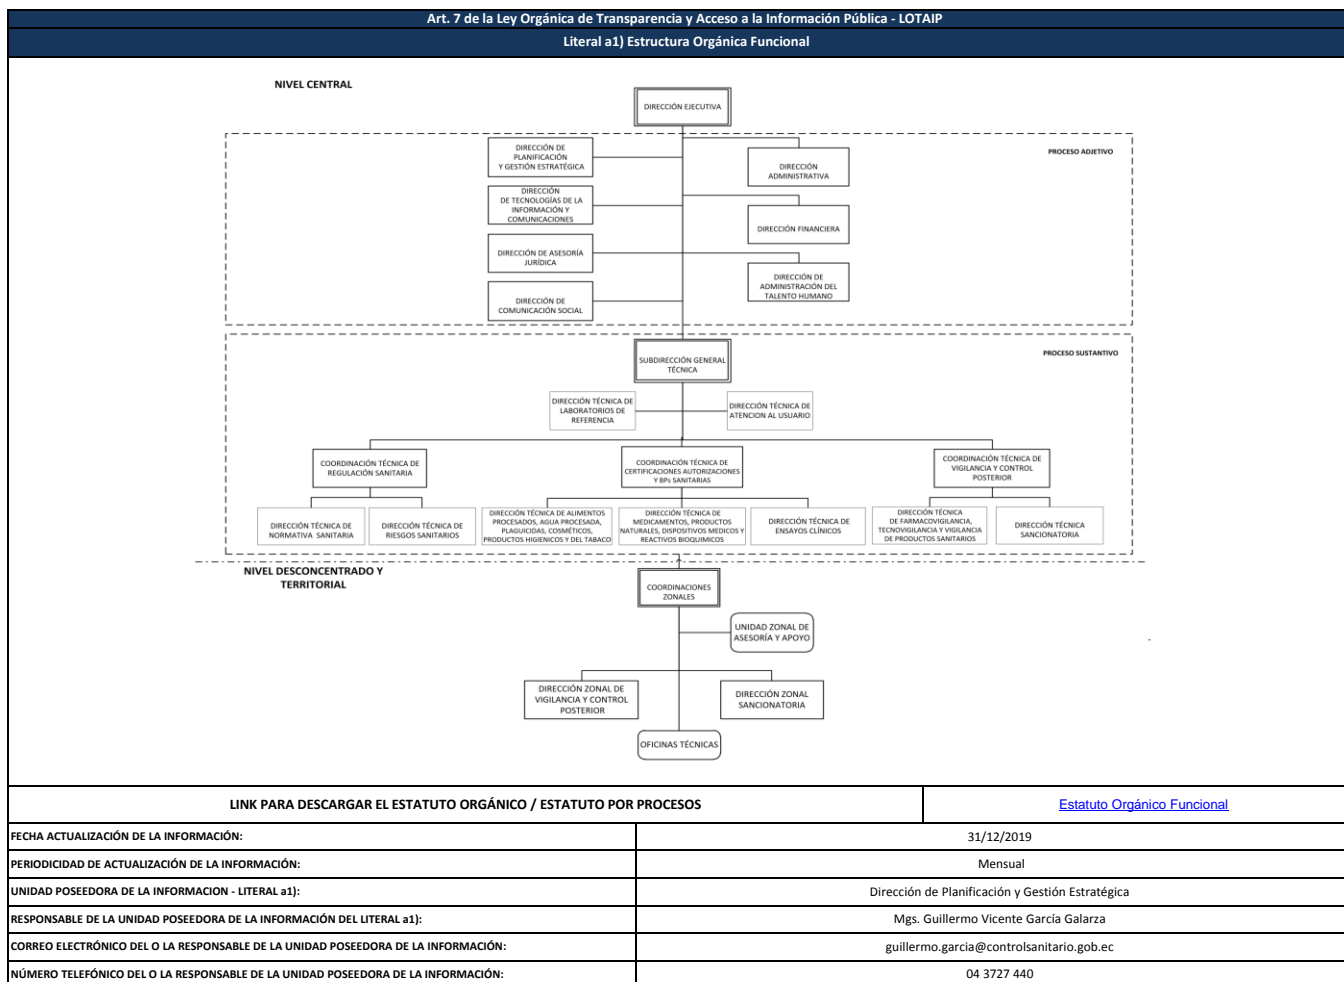 Art. 7 de la Ley Orgánica de Transparencia y Acceso a la Información Pública - LOTAIP
Literal a1) Estructura Orgánica Funcional
NIVEL CENTRAL
DIRECCIÓN EJECUTIVA
PROCESO ADJETIVO
DIRECCIÓN DE
PLANIFICACIÓN
Y GESTIÓN ESTRATÉGICA
DIRECCIÓN
ADMINISTRATIVA
DIRECCIÓN
DE TECNOLOGÍAS DE LA
INFORMACIÓN Y
COMUNICACIONES
DIRECCIÓN FINANCIERA
DIRECCIÓN DE ASESORÍA
JURÍDICA
DIRECCIÓN DE
ADMINISTRACIÓN DEL
TALENTO HUMANO
DIRECCIÓN DE
COMUNICACIÓN SOCIAL
PROCESO SUSTANTIVO
SUBDIRECCIÓN GENERAL
TÉCNICA
DIRECCIÓN TÉCNICA DE
LABORATORIOS DE
REFERENCIA
DIRECCIÓN TÉCNICA DE
ATENCION AL USUARIO
COORDINACIÓN TÉCNICA DE
REGULACIÓN SANITARIA
COORDINACIÓN TÉCNICA DE
CERTIFICACIONES AUTORIZACIONES
Y BPs SANITARIAS
COORDINACIÓN TÉCNICA DE
VIGILANCIA Y CONTROL
POSTERIOR
DIRECCIÓN TÉCNICA DE
NORMATIVA SANITARIA
DIRECCIÓN TÉCNICA DE
RIESGOS SANITARIOS
DIRECCIÓN TÉCNICA DE ALIMENTOS
PROCESADOS, AGUA PROCESADA,
PLAGUICIDAS, COSMÉTICOS,
PRODUCTOS HIGIENICOS Y DEL TABACO
DIRECCIÓN TÉCNICA DE
MEDICAMENTOS, PRODUCTOS
NATURALES, DISPOSITIVOS MEDICOS Y
REACTIVOS BIOQUIMICOS
DIRECCIÓN TÉCNICA DE
ENSAYOS CLÍNICOS
DIRECCIÓN TÉCNICA
DE FARMACOVIGILANCIA,
TECNOVIGILANCIA Y VIGILANCIA
DE PRODUCTOS SANITARIOS
DIRECCIÓN TÉCNICA
SANCIONATORIA
NIVEL DESCONCENTRADO Y
TERRITORIAL
COORDINACIONES
ZONALES
UNIDAD ZONAL DE
ASESORÍA Y APOYO
DIRECCIÓN ZONAL DE
VIGILANCIA Y CONTROL
POSTERIOR
DIRECCIÓN ZONAL
SANCIONATORIA
OFICINAS TÉCNICAS
LINK PARA DESCARGAR EL ESTATUTO ORGÁNICO / ESTATUTO POR PROCESOS
Estatuto Orgánico Funcional
FECHA ACTUALIZACIÓN DE LA INFORMACIÓN:
31/12/2019
PERIODICIDAD DE ACTUALIZACIÓN DE LA INFORMACIÓN:
Mensual
UNIDAD POSEEDORA DE LA INFORMACION - LITERAL a1):
Dirección de Planificación y Gestión Estratégica
RESPONSABLE DE LA UNIDAD POSEEDORA DE LA INFORMACIÓN DEL LITERAL a1):
Mgs. Guillermo Vicente García Galarza
CORREO ELECTRÓNICO DEL O LA RESPONSABLE DE LA UNIDAD POSEEDORA DE LA INFORMACIÓN:
guillermo.garcia@controlsanitario.gob.ec
NÚMERO TELEFÓNICO DEL O LA RESPONSABLE DE LA UNIDAD POSEEDORA DE LA INFORMACIÓN:
04 3727 440